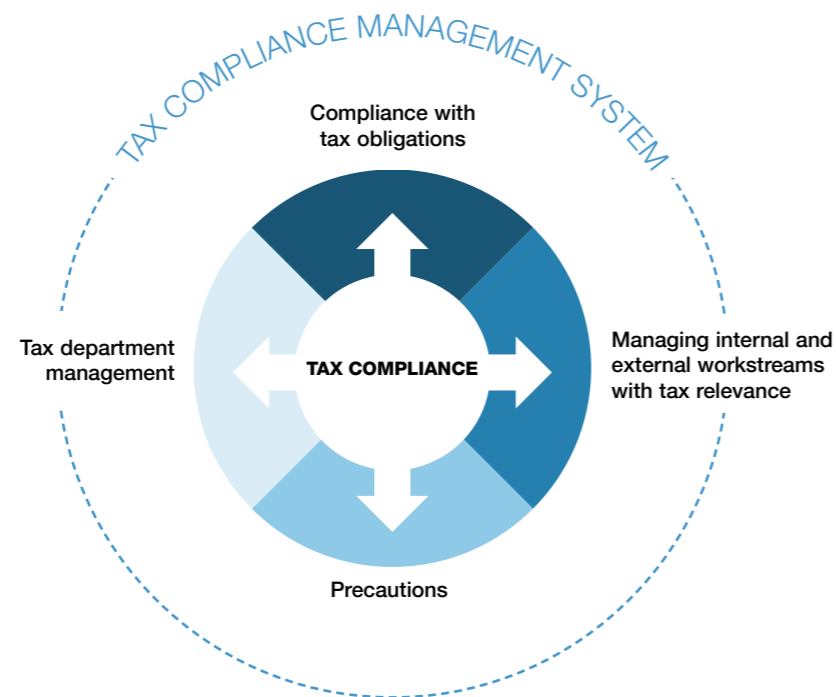 TAX COMPLIANCE MANAGEMENT SYSTEM
Compliance with
tax obligations
Tax department
management
TAX COMPLIANCE
Managing internal and
external workstreams
with tax relevance
Precautions